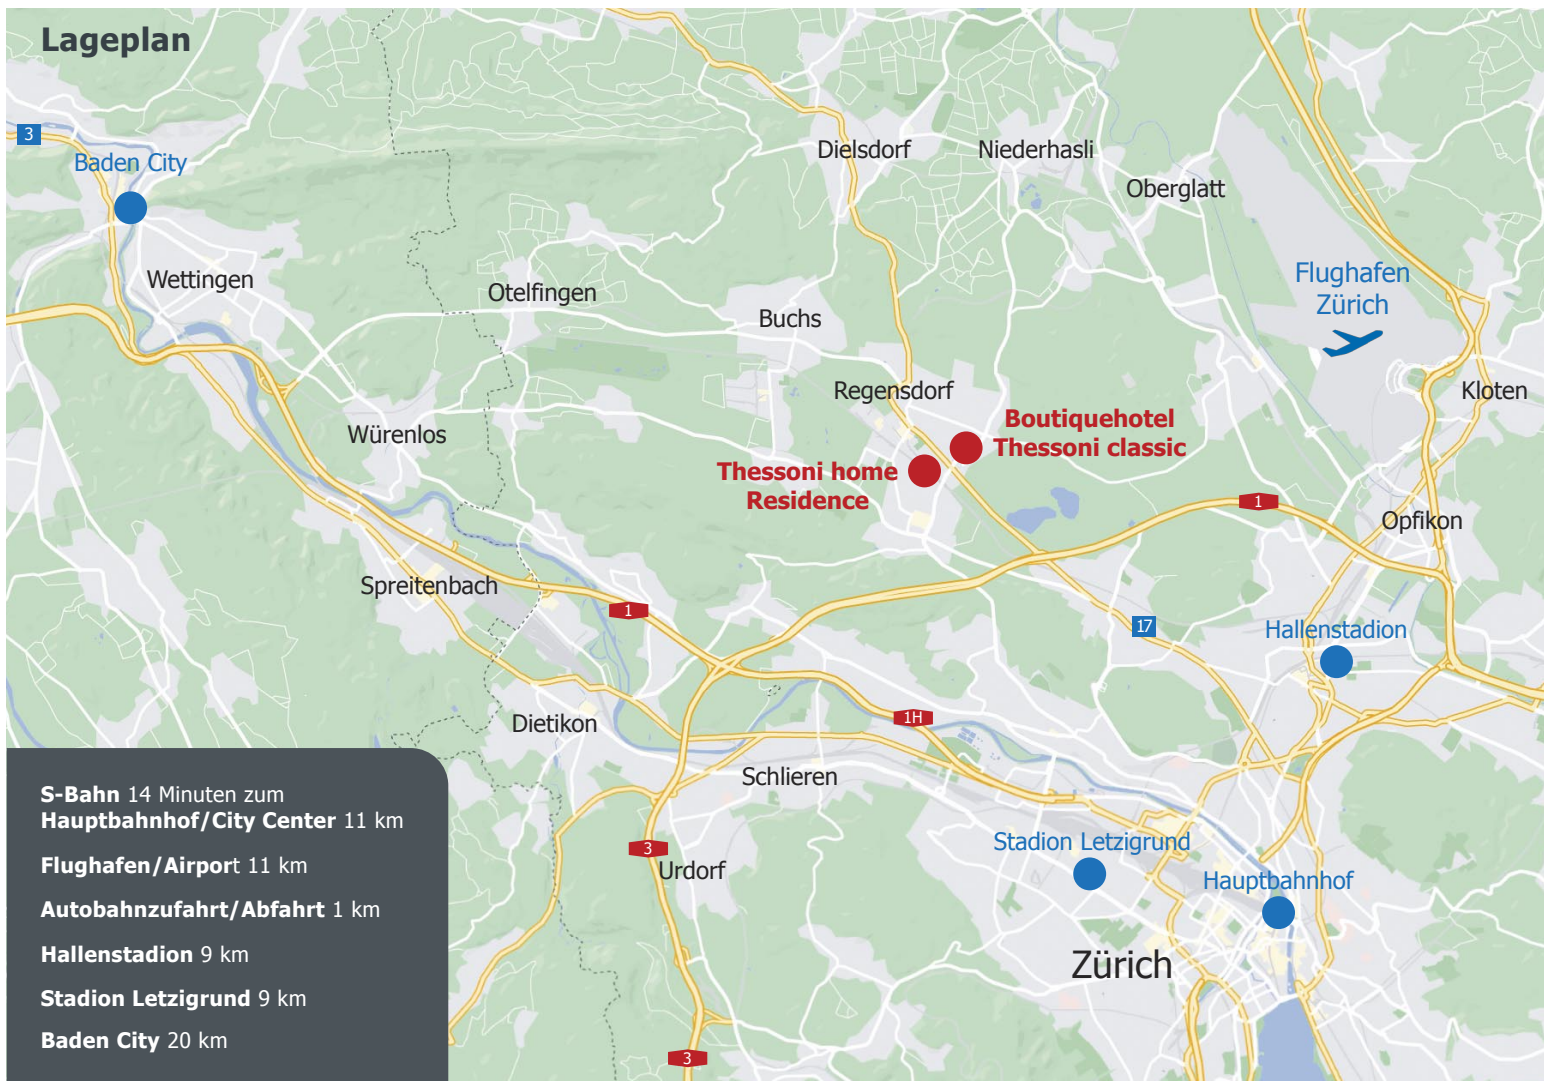 Lageplan
3
Baden City
Dielsdorf
Niederhasli
Oberglatt
Wettingen
Otelfingen
Buchs
Flughafen
Zürich
Regensdorf
Kloten
Boutiquehotel
Thessoni classic
Würenlos
Thessoni home
Residence
1
Opfikon
Spreitenbach
1
17
Hallenstadion
Dietikon
1H
Schlieren
S-Bahn 14 Minuten zum
Hauptbahnhof/City Center 11 km
Flughafen/Airport 11 km
Autobahnzufahrt/Abfahrt 1 km
Hallenstadion 9 km
Stadion Letzigrund 9 km
Baden City 20 km
3
Urdorf
Stadion Letzigrund
Hauptbahnhof
Zürich
3